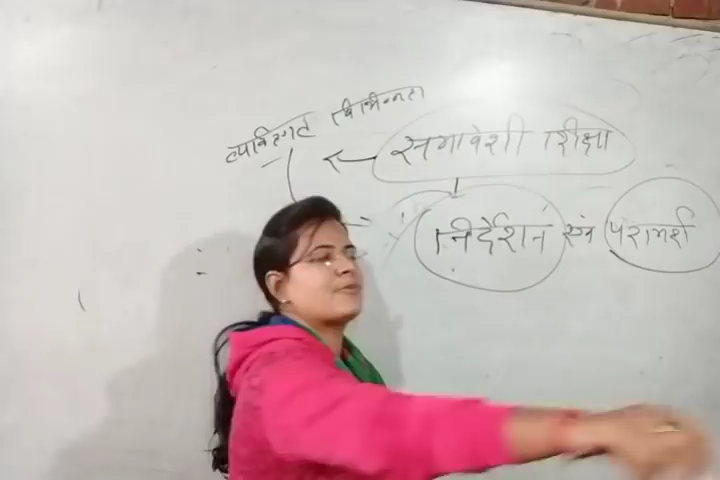 व्यक्तिगत विभिन्नता
समावेशी शिक्षा
निर्देशन एवं परामर्श